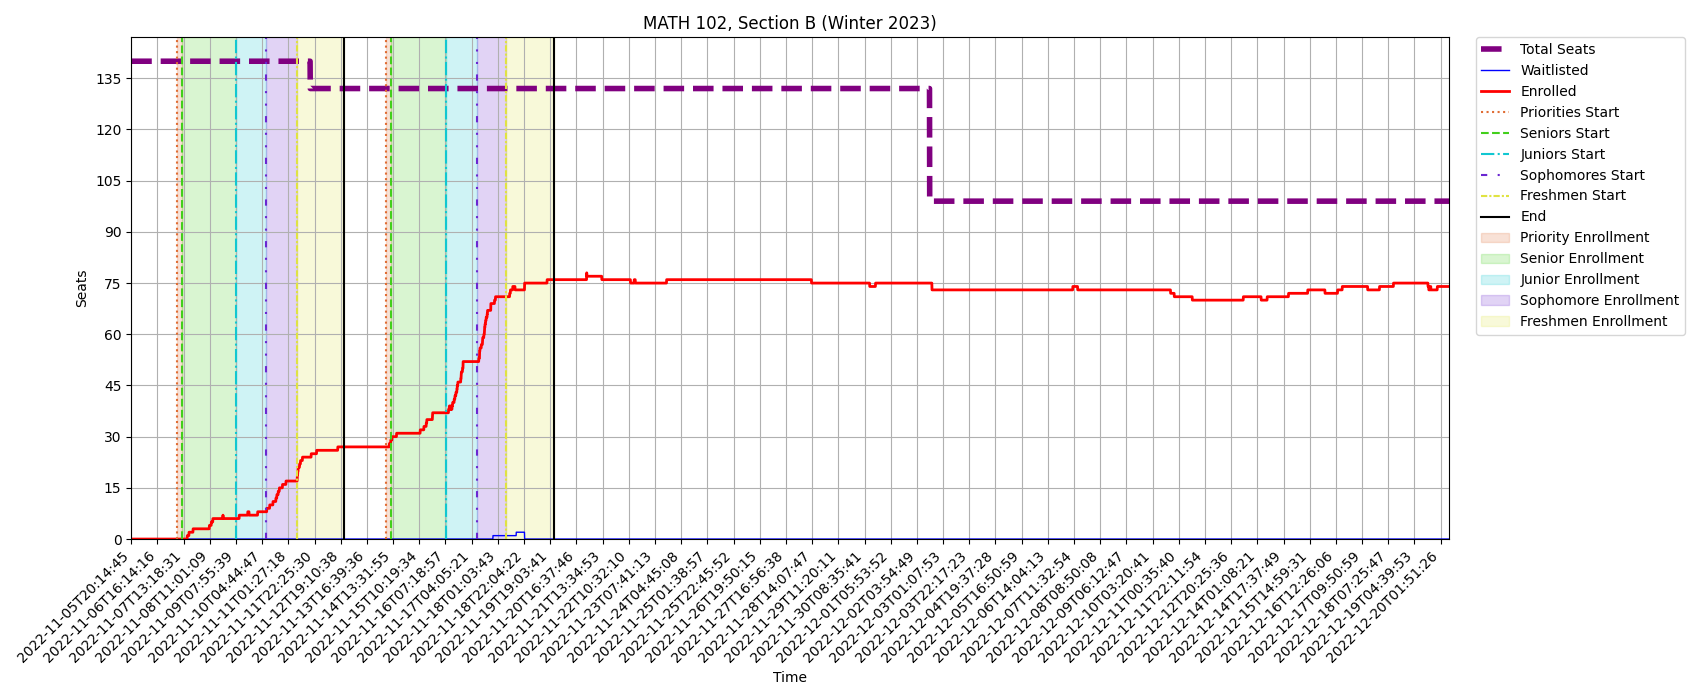 MATH 102, Section B (Winter 2023)
Seats
135
120
105
90
75
60
45
30
15
0
2022-11-05T20:14:45
2022-11-06T16:14:16
2022-11-07T13:18:31
2022-11-08T11:01:09
2022-11-09T07:55:39
2022-11-10T04:44:47
2022-11-11T01:27:18
2022-11-11T22:25:30
2022-11-12T19:10:38
2022-11-13T16:39:36
2022-11-14T13:31:55
2022-11-15T10:19:34
2022-11-16T07:18:57
2022-11-17T04:05:21
2022-11-18T01:03:43
2022-11-18T22:04:22
2022-11-19T19:03:41
2022-11-20T16:37:46
2022-11-21T13:34:53
2022-11-22T10:32:10
2022-11-23T07:41:13
2022-11-24T04:45:08
2022-11-25T01:38:57
2022-11-25T22:45:52
2022-11-26T19:50:15
2022-11-27T16:56:38
2022-11-28T14:07:47
2022-11-29T11:20:11
2022-11-30T08:35:41
2022-12-01T05:53:52
2022-12-02T03:54:49
2022-12-03T01:07:53
2022-12-03T22:17:23
2022-12-04T19:37:28
2022-12-05T16:50:59
2022-12-06T14:04:13
2022-12-07T11:32:54
2022-12-08T08:50:08
2022-12-09T06:12:47
2022-12-10T03:20:41
2022-12-11T00:35:40
2022-12-11T22:11:54
2022-12-12T20:25:36
2022-12-14T01:08:21
2022-12-14T17:37:49
2022-12-15T14:59:31
2022-12-16T12:26:06
2022-12-17T09:50:59
2022-12-18T07:25:47
2022-12-19T04:39:53
2022-12-20T01:51:26
Time
Total Seats
Waitlisted
Enrolled
Priorities Start
Seniors Start
Juniors Start
Sophomores Start
Freshmen Start
End
Priority Enrollment
Senior Enrollment
Junior Enrollment
Sophomore Enrollment
Freshmen Enrollment